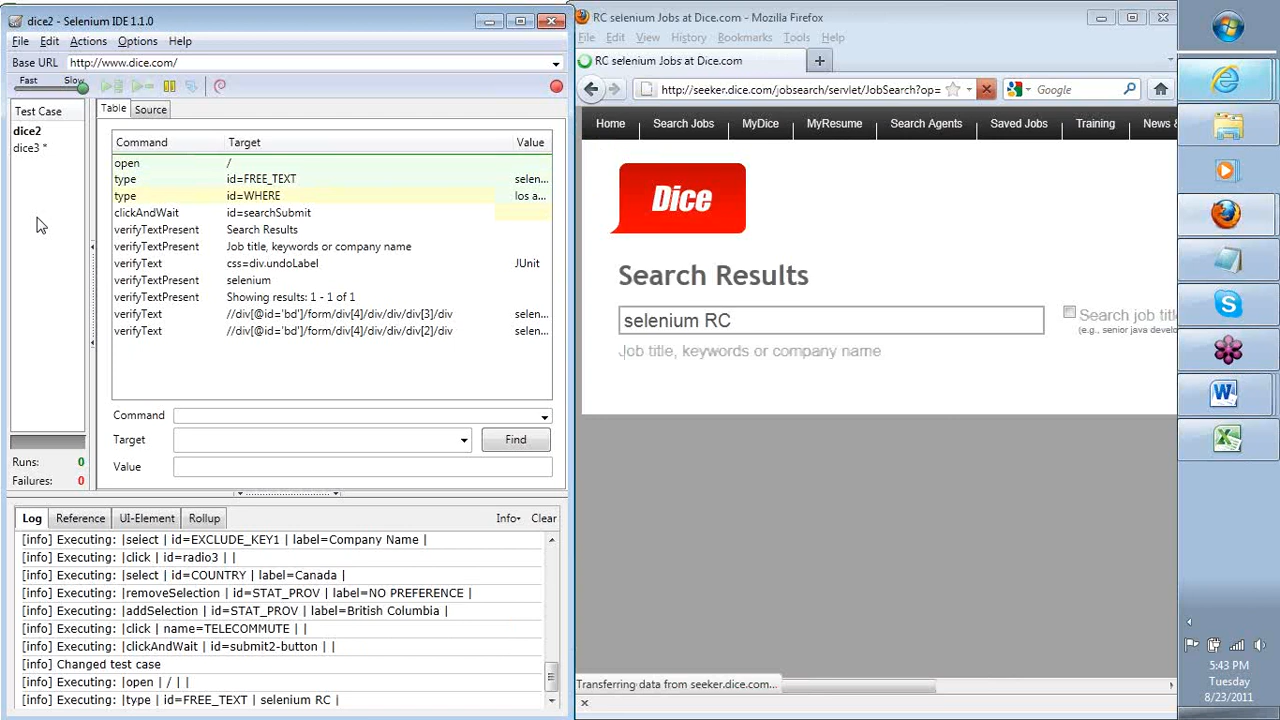 dice2 - Selenium IDE 1.1.0
File Edit Actions Options Help
Base URL http://www.dice.com/
Fast Slow
Test Case
dice2
dice3 *
Table Source
Command Target Value
open /
type id=FREE_TEXT selen...
type id=WHERE los a...
clickAndWait id=searchSubmit
verifyTextPresent Search Results
verifyTextPresent Job title, keywords or company name
verifyText css=div.undoLabel JUnit
verifyTextPresent selenium
verifyTextPresent Showing results: 1 - 1 of 1
verifyText //div[@id='bd']/form/div[4]/div/div/div[3]/div selen...
verifyText //div[@id='bd']/form/div[4]/div/div/div[2]/div selen...
Command
Target Find
Value
Runs: 0
Failures: 0
Log Reference UI-Element Rollup Info Clear
[info] Executing: |select | id=EXCLUDE_KEY1 | label=Company Name |
[info] Executing: |click | id=radio3 | |
[info] Executing: |select | id=COUNTRY | label=Canada |
[info] Executing: |removeSelection | id=STAT_PROV | label=NO PREFERENCE |
[info] Executing: |addSelection | id=STAT_PROV | label=British Columbia |
[info] Executing: |click | name=TELECOMMUTE | |
[info] Executing: |clickAndWait | id=submit2-button | |
[info] Changed test case
[info] Executing: |open | / | |
[info] Executing: |type | id=FREE_TEXT | selenium RC |
RC selenium Jobs at Dice.com - Mozilla Firefox
File Edit View History Bookmarks Tools Help
RC selenium Jobs at Dice.com
http://seeker.dice.com/jobsearch/servlet/JobSearch?op=
Google
Home Search Jobs MyDice MyResume Search Agents Saved Jobs Training News &
Dice
Search Results
selenium RC
Search job titl
(e.g., senior java develo
Job title, keywords or company name
Transferring data from seeker.dice.com...
5:43 PM
Tuesday
8/23/2011